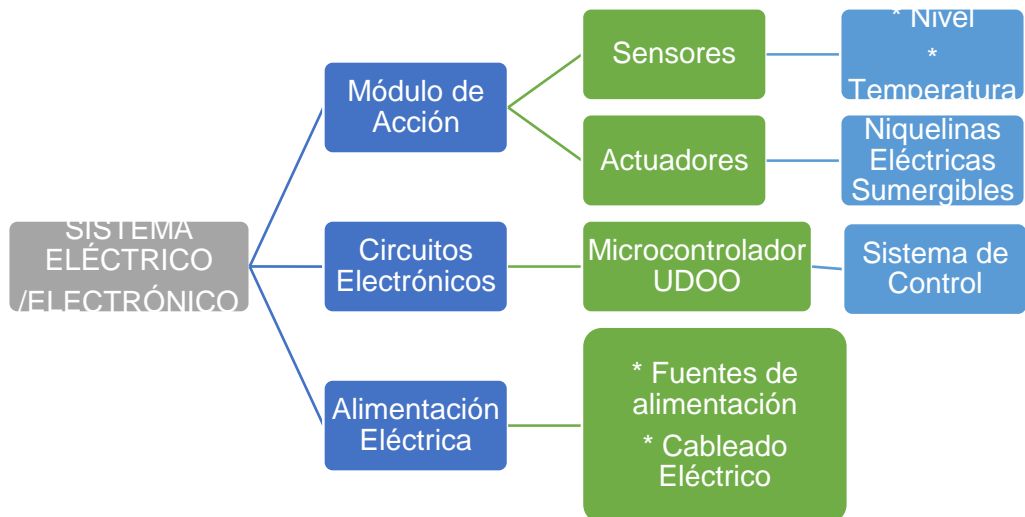 SISTEMA
ELÉCTRICO
/ELECTRÓNICO
Módulo de
Acción
Sensores
* Nivel
*
Temperatura
Actuadores
Niquelinas
Eléctricas
Sumergibles
Circuitos
Electrónicos
Microcontrolador
UDOO
Sistema de
Control
Alimentación
Eléctrica
* Fuentes de
alimentación
* Cableado
Eléctrico